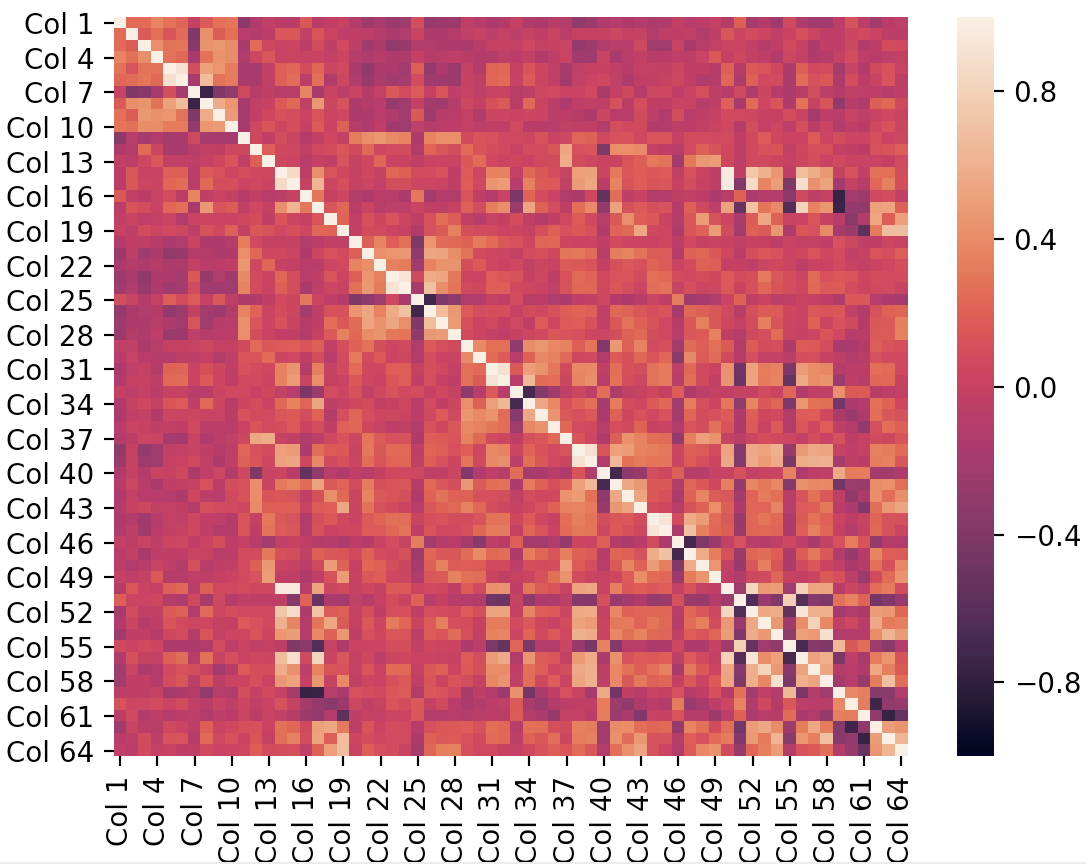 Col 1
Col 4
Col 7
Col 10
Col 13
Col 16
Col 19
Col 22
Col 25
Col 28
Col 31
Col 34
Col 37
Col 40
Col 43
Col 46
Col 49
Col 52
Col 55
Col 58
Col 61
Col 64
0.8
0.4
0.0
−0.4
−0.8
Col 1
Col 4
Col 7
Col 10
Col 13
Col 16
Col 19
Col 22
Col 25
Col 28
Col 31
Col 34
Col 37
Col 40
Col 43
Col 46
Col 49
Col 52
Col 55
Col 58
Col 61
Col 64